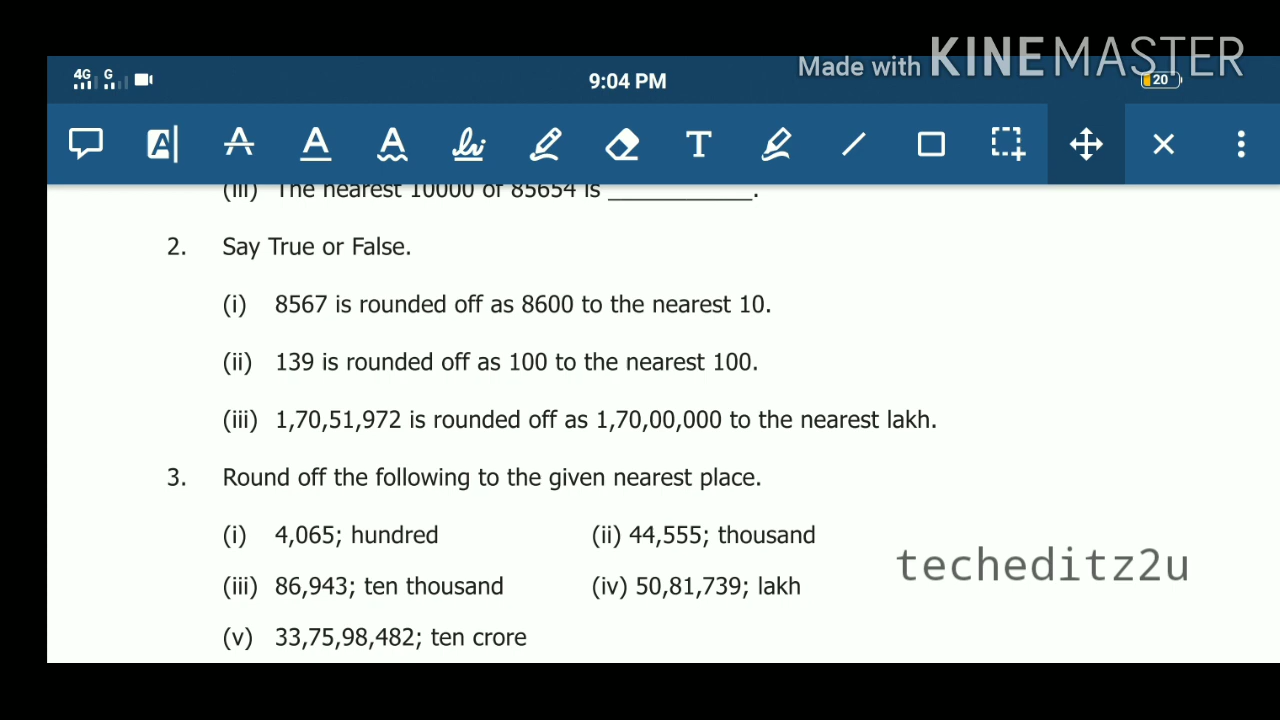 Made with KINEMASTER
4G G 9:04 PM 20
(iii) The nearest 10000 of 85654 is ____________.
2. Say True or False.
(i) 8567 is rounded off as 8600 to the nearest 10.
(ii) 139 is rounded off as 100 to the nearest 100.
(iii) 1,70,51,972 is rounded off as 1,70,00,000 to the nearest lakh.
3. Round off the following to the given nearest place.
(i) 4,065; hundred (ii) 44,555; thousand
techeditz2u
(iii) 86,943; ten thousand (iv) 50,81,739; lakh
(v) 33,75,98,482; ten crore